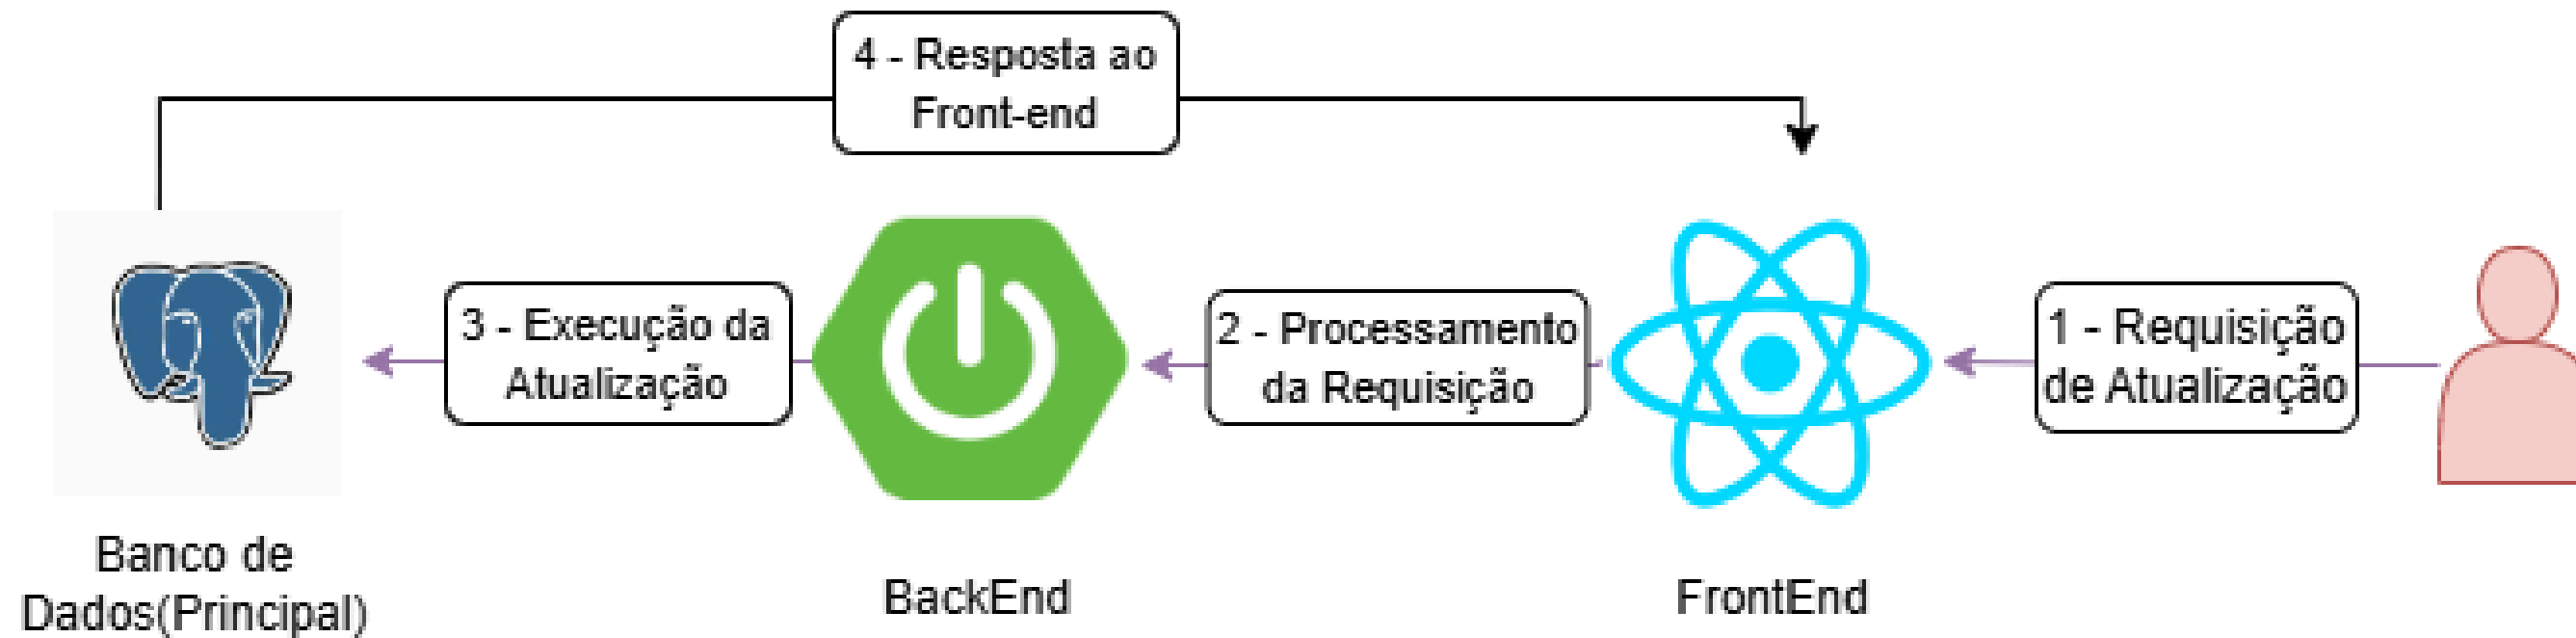 4 - Resposta ao
Front-end
3 - Execução da
Atualização
2 - Processamento
da Requisição
1 - Requisição
de Atualização
Banco de
Dados(Principal)
BackEnd
FrontEnd